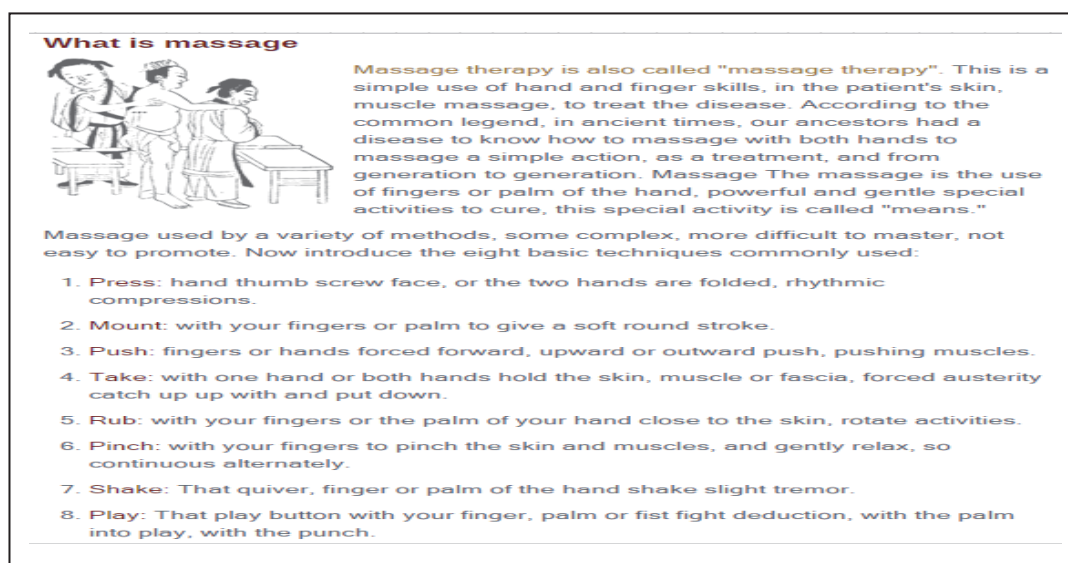 What is massage
Massage therapy is also called "massage therapy". This is a
simple use of hand and finger skills, in the patient's skin,
muscle massage, to treat the disease. According to the
common legend, in ancient times, our ancestors had a
disease to know how to massage with both hands to
massage a simple action, as a treatment, and from
generation to generation. Massage The massage is the use
of fingers or palm of the hand, powerful and gentle special
activities to cure, this special activity is called "means."
Massage used by a variety of methods, some complex, more difficult to master, not
easy to promote. Now introduce the eight basic techniques commonly used:
1. Press: hand thumb screw face, or the two hands are folded, rhythmic
compressions.
2. Mount: with your fingers or palm to give a soft round stroke.
3. Push: fingers or hands forced forward, upward or outward push, pushing muscles.
4. Take: with one hand or both hands hold the skin, muscle or fascia, forced austerity
catch up up with and put down.
5. Rub: with your fingers or the palm of your hand close to the skin, rotate activities.
6. Pinch: with your fingers to pinch the skin and muscles, and gently relax, so
continuous alternately.
7. Shake: That quiver, finger or palm of the hand shake slight tremor.
8. Play: That play button with your finger, palm or fist fight deduction, with the palm
into play, with the punch.